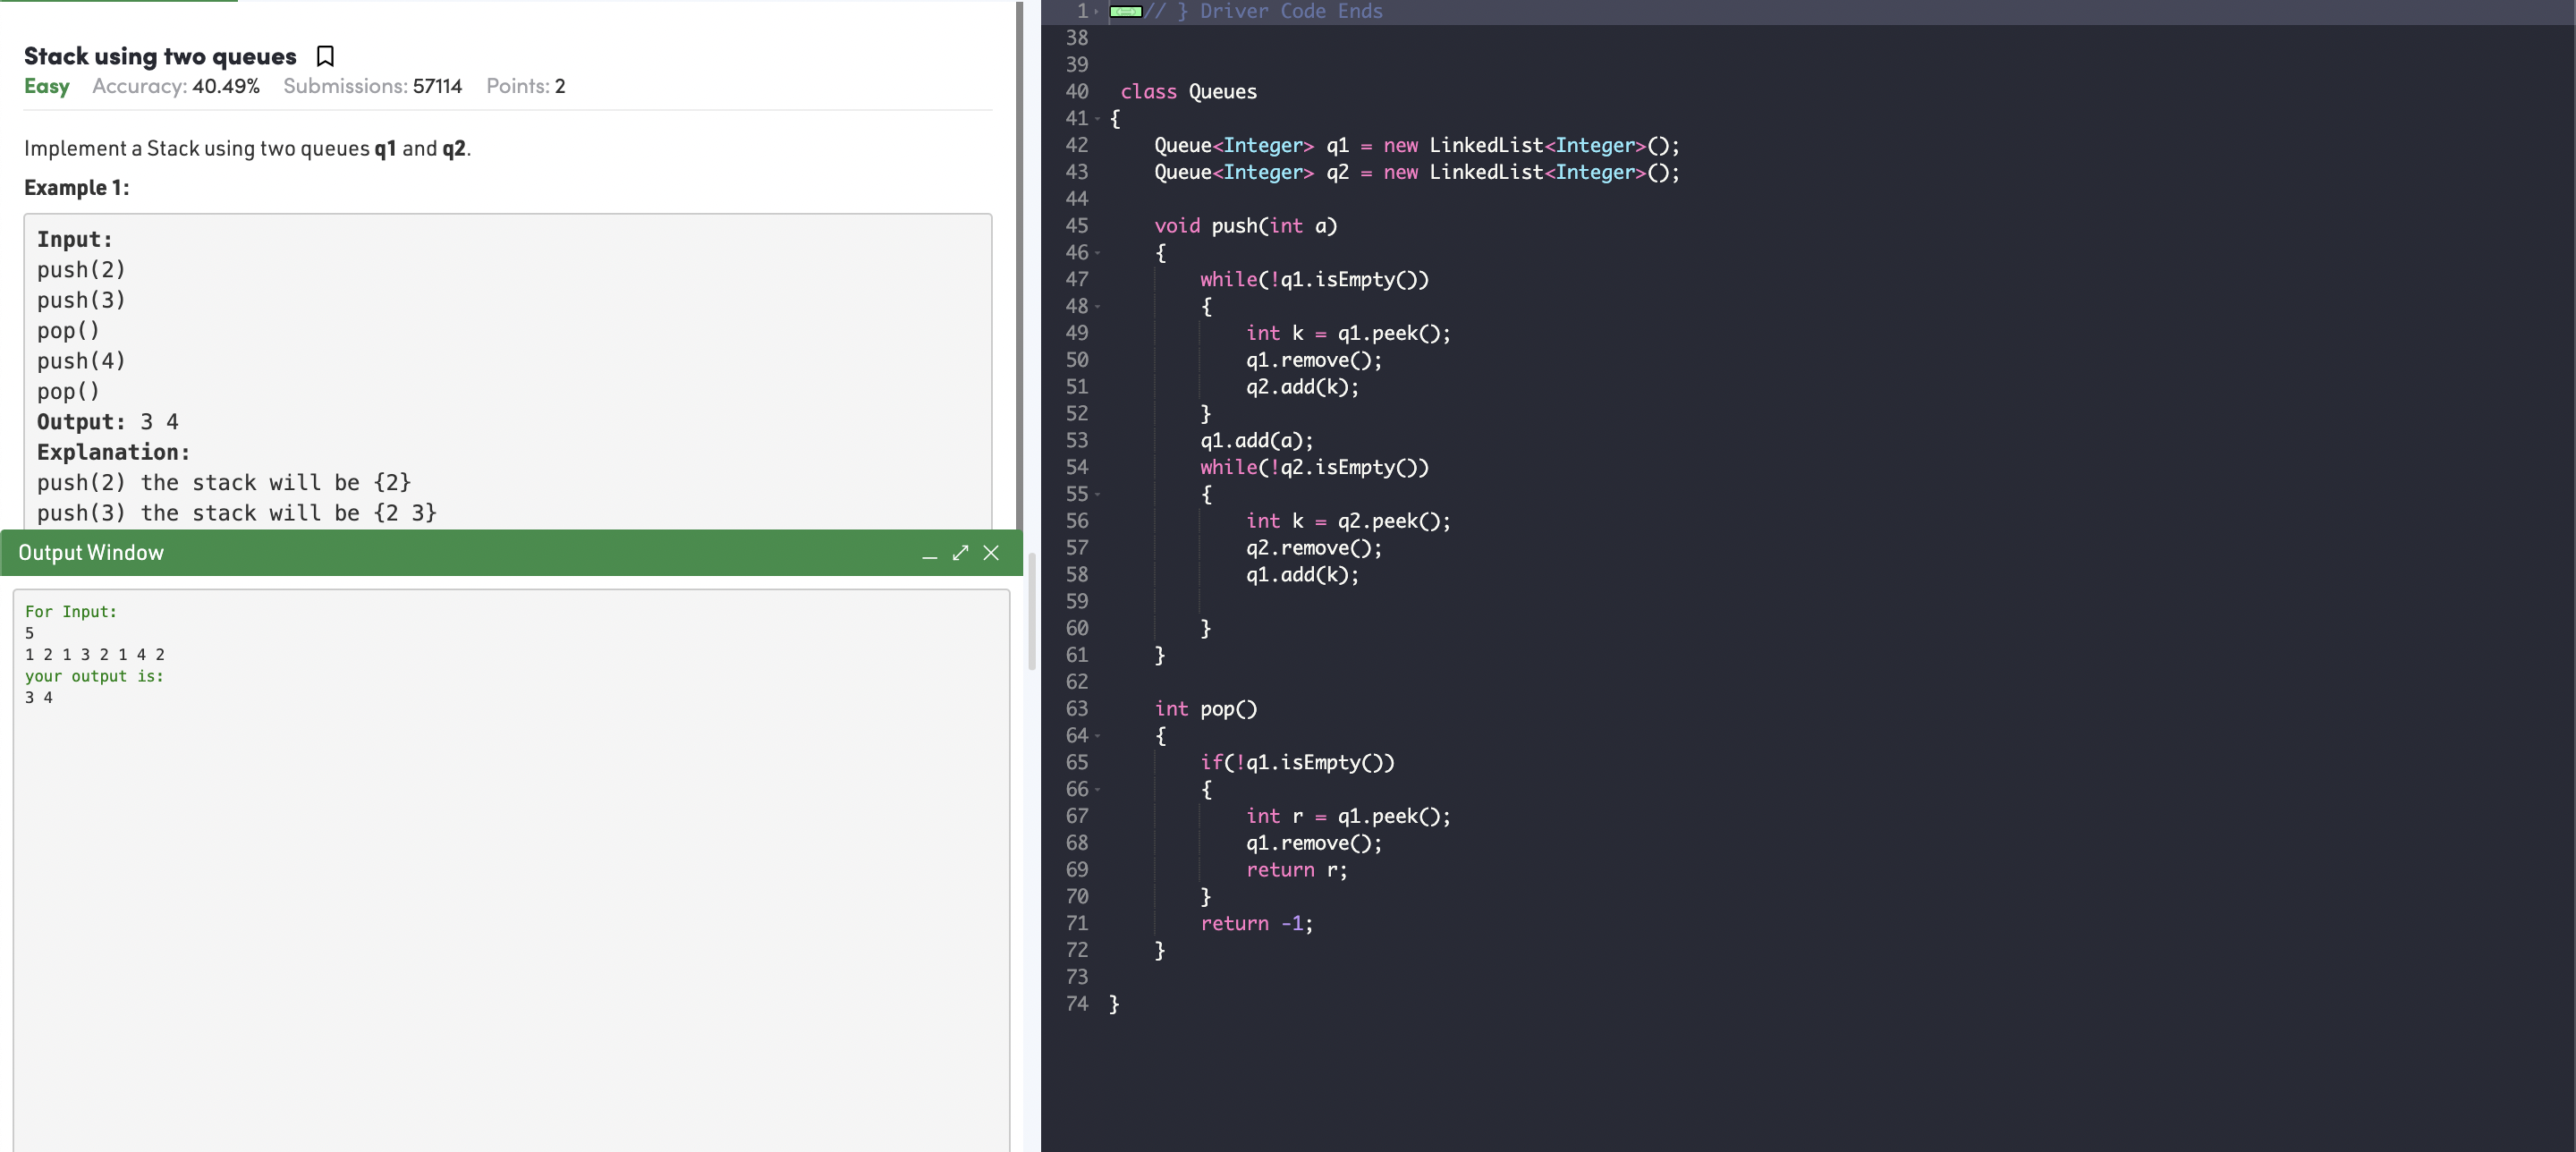 Stack using two queues
Easy Accuracy: 40.49% Submissions: 57114 Points: 2
Implement a Stack using two queues q1 and q2.
Example 1:
Input:
push(2)
push(3)
pop()
push(4)
pop()
Output: 3 4
Explanation:
push(2) the stack will be {2}
push(3) the stack will be {2 3}
Output Window
For Input:
5
1 2 1 3 2 1 4 2
your output is:
3 4
1 // } Driver Code Ends
38
39
40 class Queues
41 {
42 Queue<Integer> q1 = new LinkedList<Integer>();
43 Queue<Integer> q2 = new LinkedList<Integer>();
44
45 void push(int a)
46 {
47 while(!q1.isEmpty())
48 {
49 int k = q1.peek();
50 q1.remove();
51 q2.add(k);
52 }
53 q1.add(a);
54 while(!q2.isEmpty())
55 {
56 int k = q2.peek();
57 q2.remove();
58 q1.add(k);
59
60 }
61 }
62
63 int pop()
64 {
65 if(!q1.isEmpty())
66 {
67 int r = q1.peek();
68 q1.remove();
69 return r;
70 }
71 return -1;
72 }
73
74 }